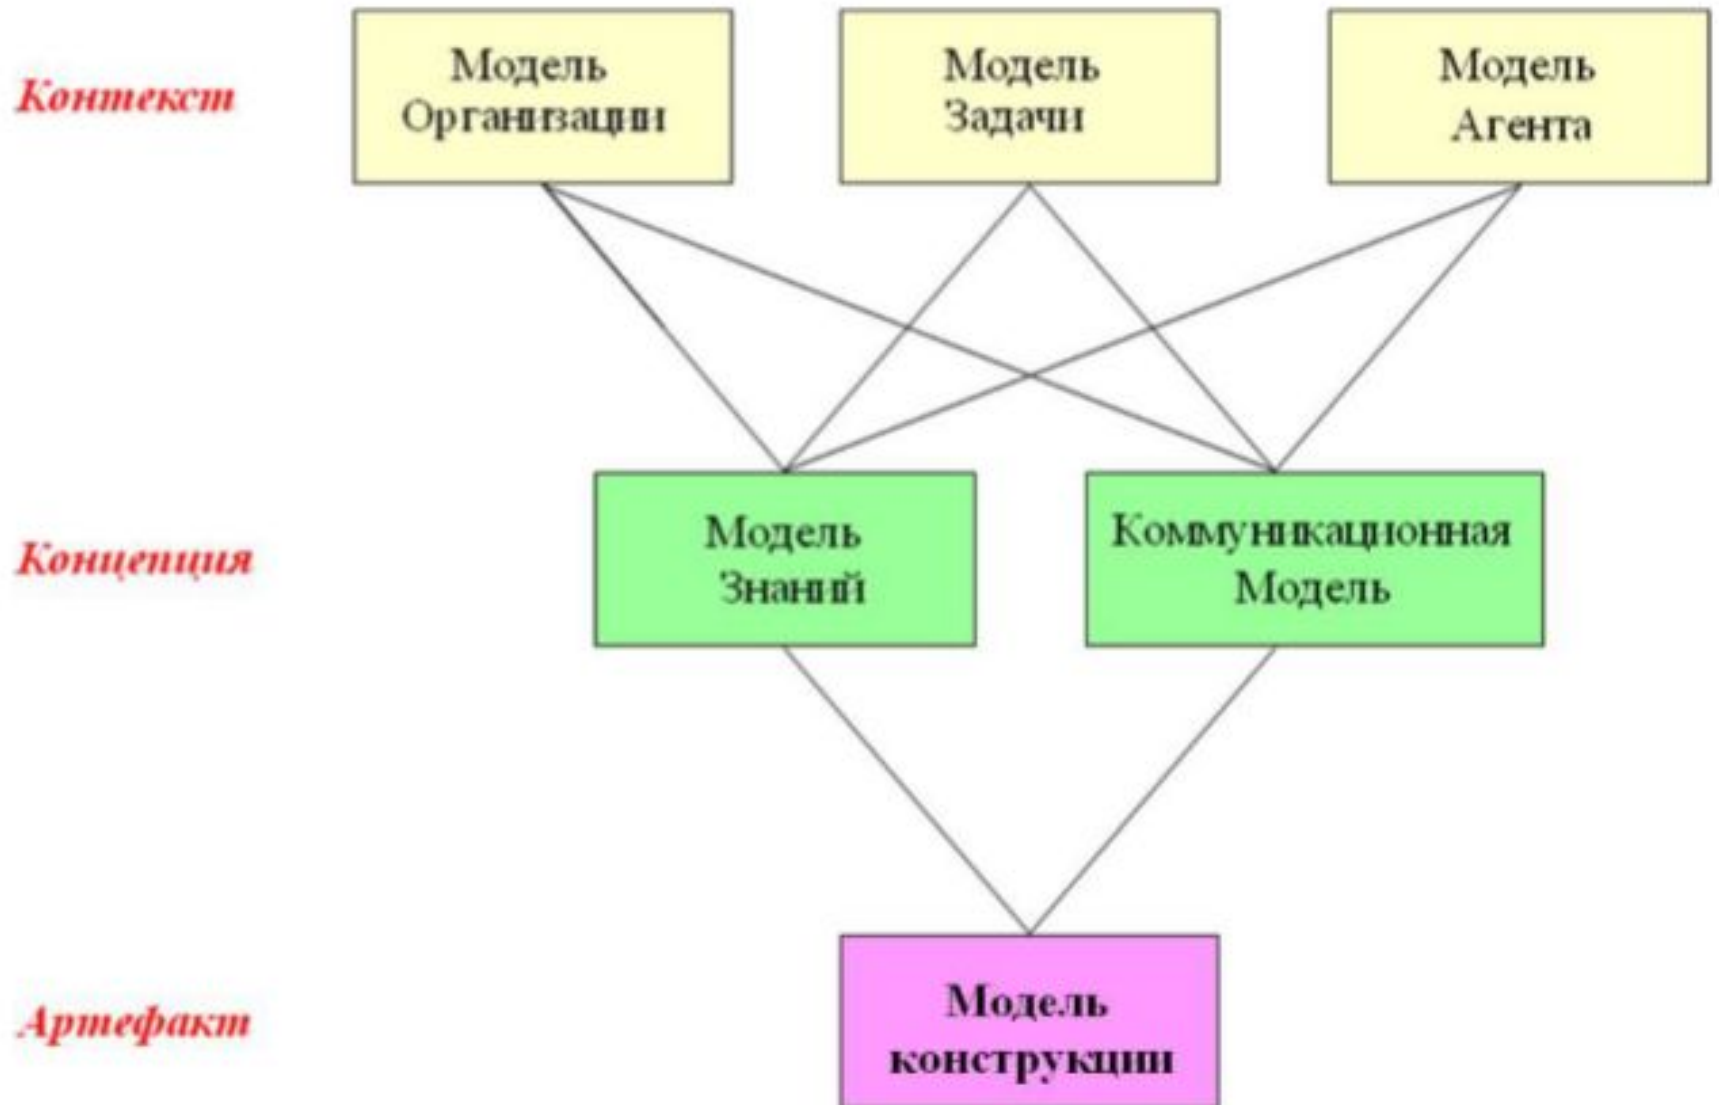 Контекст
Модель
Организации
Модель
Задачи
Модель
Агента
Концепция
Модель
Знаний
Коммуникационная
Модель
Артефакт
Модель
конструкции